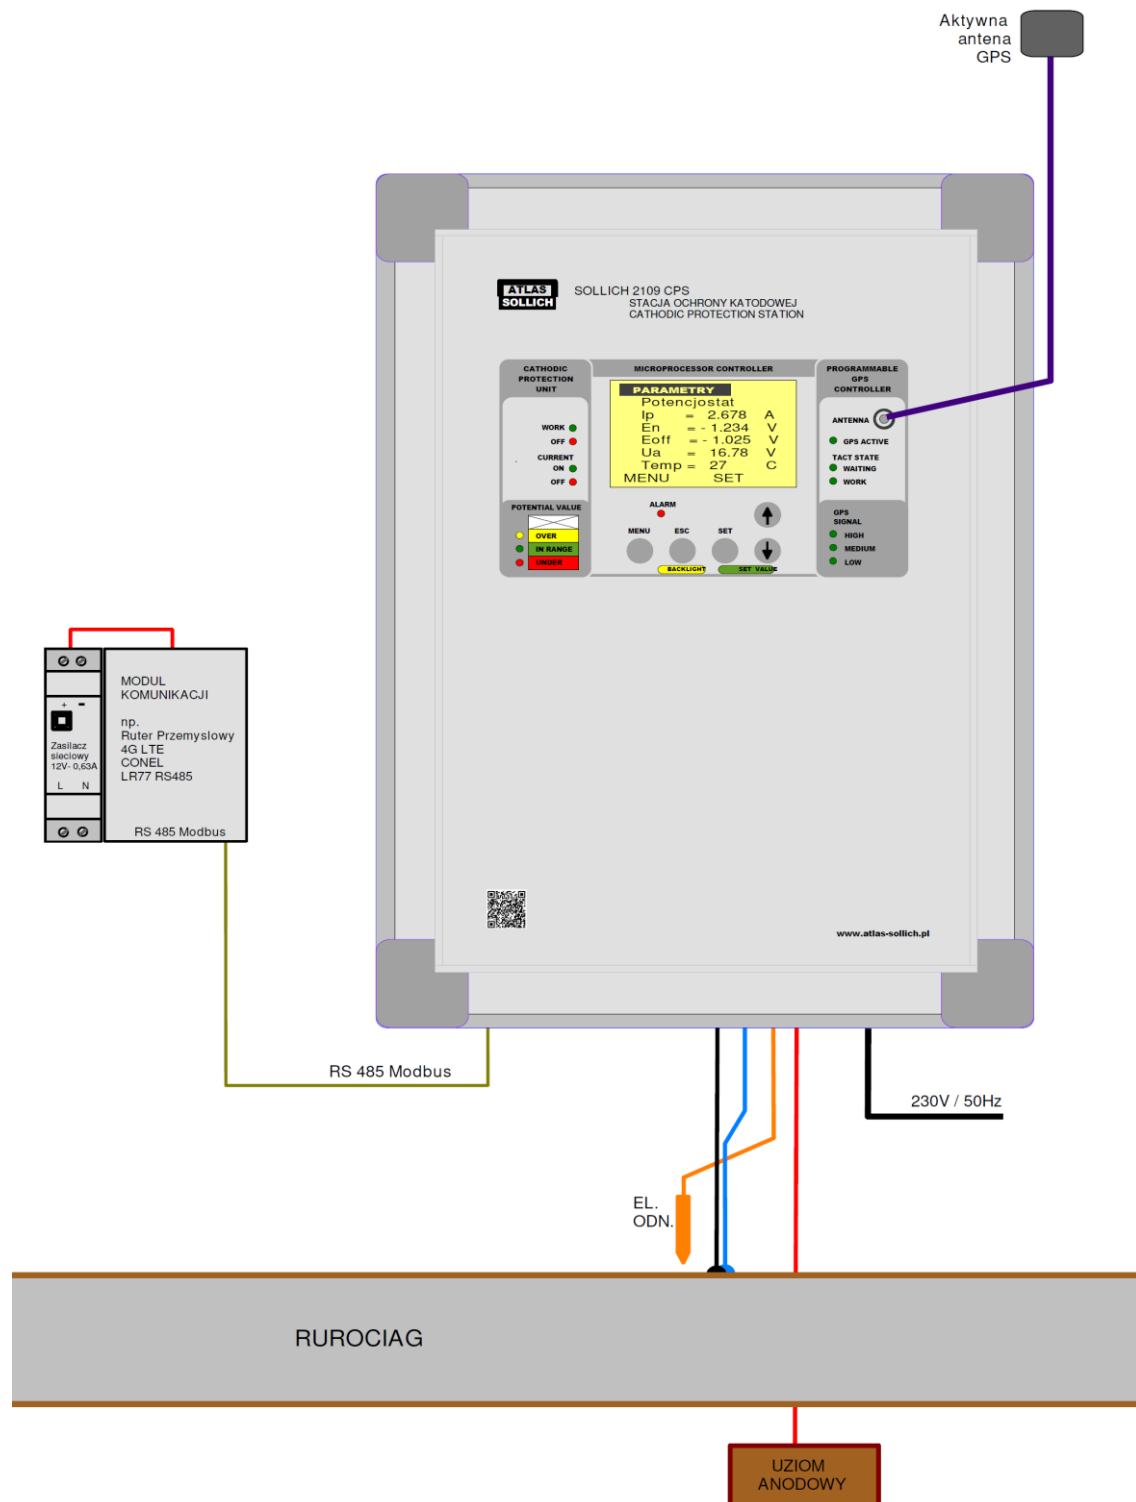 Aktywna
antena
GPS
ATLAS
SOLLICH
SOLLICH 2109 CPS
STACJA OCHRONY KATODOWEJ
CATHODIC PROTECTION STATION
CATHODIC
PROTECTION
UNIT
WORK
OFF
CURRENT
ON
OFF
POTENTIAL VALUE
OVER
IN RANGE
UNDER
MICROPROCESSOR CONTROLLER
PARAMETRY
Potencjostat
Ip = 2.678 A
En = - 1.234 V
Eoff = - 1.025 V
Ua = 16.78 V
Temp = 27 C
MENU SET
ALARM
MENU ESC SET
BACKLIGHT SET VALUE
PROGRAMMABLE
GPS
CONTROLLER
ANTENNA
GPS ACTIVE
TACT STATE
WAITING
WORK
GPS
SIGNAL
HIGH
MEDIUM
LOW
+ -
Zasilacz
sieciowy
12V- 0,63A
L N
MODUL
KOMUNIKACJI
np.
Ruter Przemyslowy
4G LTE
CONEL
LR77 RS485
RS 485 Modbus
www.atlas-sollich.pl
RS 485 Modbus
230V / 50Hz
EL.
ODN.
RUROCIAG
UZIOM
ANODOWY